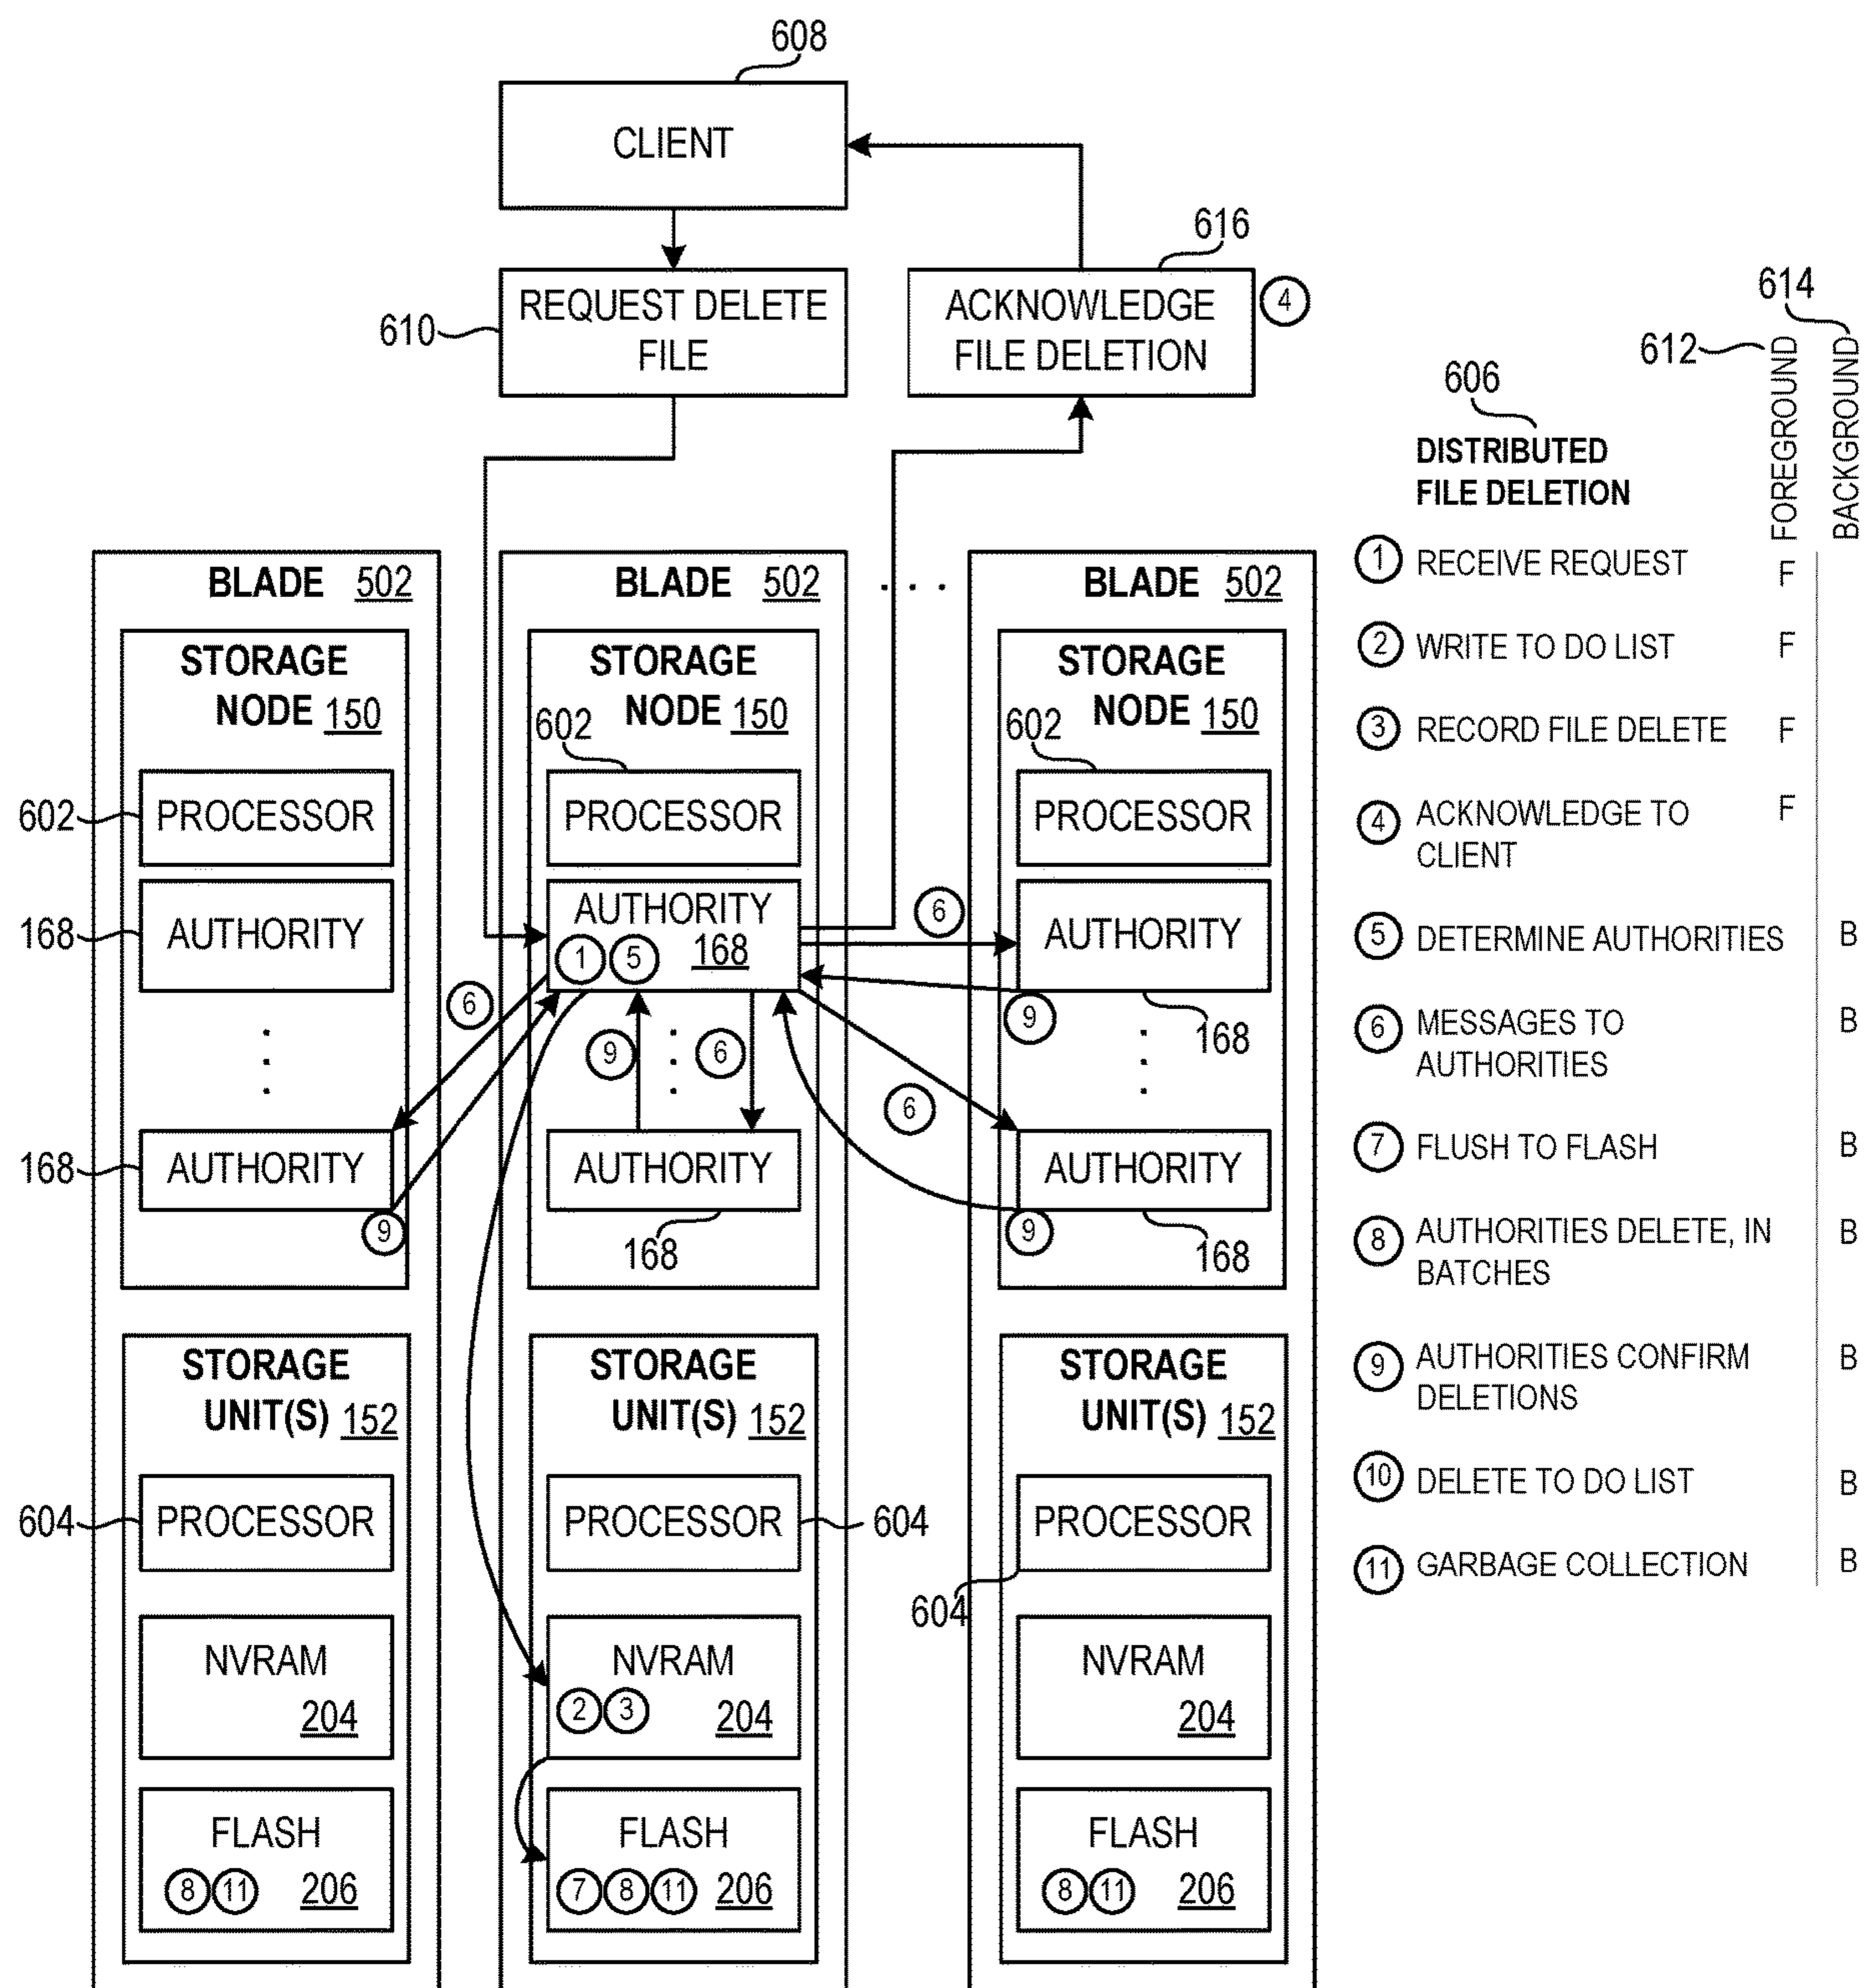 608
CLIENT
616
614
610
REQUEST DELETE
FILE
ACKNOWLEDGE
FILE DELETION
4
612
FOREGROUND
BACKGROUND
606
DISTRIBUTED
FILE DELETION
1 RECEIVE REQUEST F
2 WRITE TO DO LIST F
3 RECORD FILE DELETE F
4 ACKNOWLEDGE TO F
CLIENT
5 DETERMINE AUTHORITIES B
6 MESSAGES TO B
AUTHORITIES
7 FLUSH TO FLASH B
8 AUTHORITIES DELETE, IN B
BATCHES
9 AUTHORITIES CONFIRM B
DELETIONS
10 DELETE TO DO LIST B
11 GARBAGE COLLECTION B
BLADE 502
STORAGE
NODE 150
602
PROCESSOR
168
AUTHORITY
6
168
AUTHORITY
9
STORAGE
UNIT(S) 152
604
PROCESSOR
NVRAM
204
FLASH
8 11 206
BLADE 502
. . .
STORAGE
NODE 150
602
PROCESSOR
AUTHORITY
1 5 168
9 6
AUTHORITY
168
STORAGE
UNIT(S) 152
PROCESSOR
604
NVRAM
2 3 204
FLASH
7 8 11 206
BLADE 502
STORAGE
NODE 150
602
PROCESSOR
6
AUTHORITY
9
168
6
AUTHORITY
9
168
STORAGE
UNIT(S) 152
PROCESSOR
604
NVRAM
204
FLASH
8 11 206